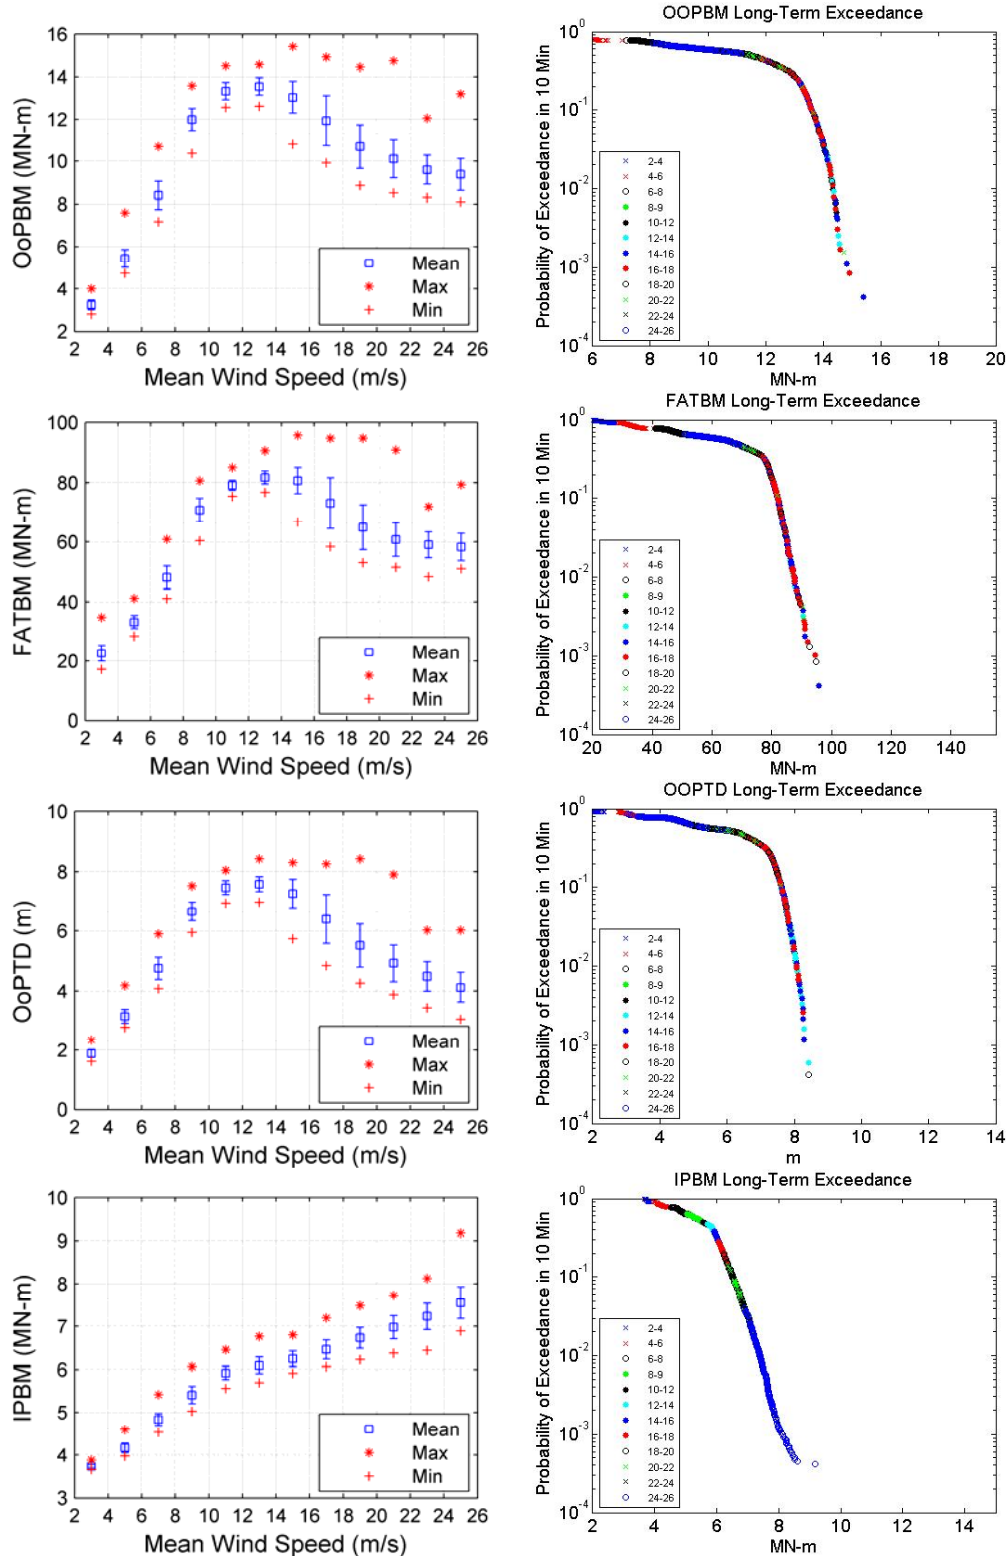 OoPBM (MN-m)
16
14
12
10
8
6
4
2
Mean
Max
Min
2 4 6 8 10 12 14 16 18 20 22 24 26
Mean Wind Speed (m/s)
OOPBM Long-Term Exceedance
Probability of Exceedance in 10 Min
10^0
10^-1
10^-2
10^-3
10^-4
2-4
4-6
6-8
8-9
10-12
12-14
14-16
16-18
18-20
20-22
22-24
24-26
6 8 10 12 14 16 18 20
MN-m
FATBM (MN-m)
100
80
60
40
20
0
Mean
Max
Min
2 4 6 8 10 12 14 16 18 20 22 24 26
Mean Wind Speed (m/s)
FATBM Long-Term Exceedance
Probability of Exceedance in 10 Min
10^0
10^-1
10^-2
10^-3
10^-4
2-4
4-6
6-8
8-9
10-12
12-14
14-16
16-18
18-20
20-22
22-24
24-26
20 40 60 80 100 120 140
MN-m
OoPTD (m)
10
8
6
4
2
0
Mean
Max
Min
2 4 6 8 10 12 14 16 18 20 22 24 26
Mean Wind Speed (m/s)
OOPTD Long-Term Exceedance
Probability of Exceedance in 10 Min
10^0
10^-1
10^-2
10^-3
10^-4
2-4
4-6
6-8
8-9
10-12
12-14
14-16
16-18
18-20
20-22
22-24
24-26
2 4 6 8 10 12 14
m
IPBM (MN-m)
10
9
8
7
6
5
4
3
Mean
Max
Min
2 4 6 8 10 12 14 16 18 20 22 24 26
Mean Wind Speed (m/s)
IPBM Long-Term Exceedance
Probability of Exceedance in 10 Min
10^0
10^-1
10^-2
10^-3
10^-4
2-4
4-6
6-8
8-9
10-12
12-14
14-16
16-18
18-20
20-22
22-24
24-26
2 4 6 8 10 12 14
MN-m